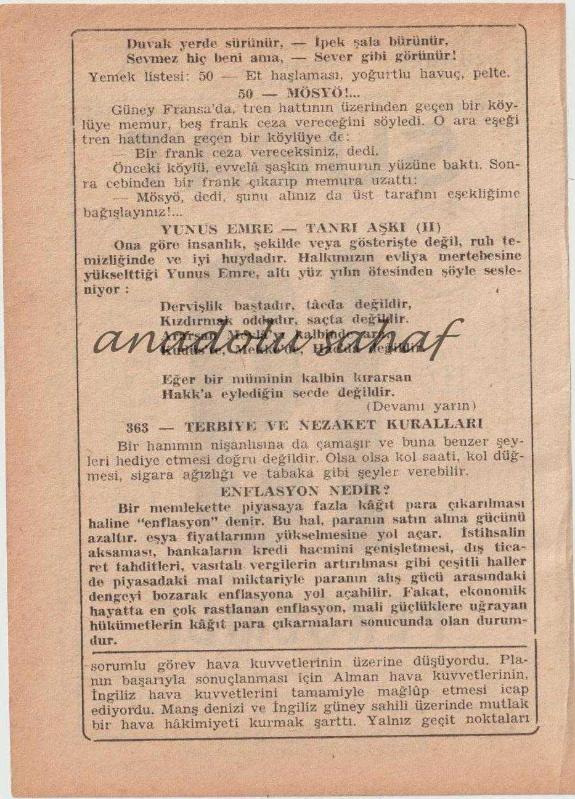 Duvak yerde sürünür, — İpek şala bürünür,
Sevmez hiç beni ama, — Sever gibi görünür!
Yemek listesi: 50 — Et haşlaması, yoğurtlu havuç, pelte.
50 — MÖSYÖ!...
Güney Fransa'da, tren hattının üzerinden geçen bir köy-
lüye memur, beş frank ceza vereceğini söyledi. O ara eşeği
tren hattından geçen bir köylüye de:
— Bir frank ceza vereceksiniz, dedi.
Önceki köylü, evvelâ şaşkın memurun yüzüne baktı. Son-
ra cebinden bir frank çıkarıp memura uzattı:
— Mösyö, dedi, şunu alınız da üst tarafını eşekliğime
bağışlayınız!...
YUNUS EMRE — TANRI AŞKI (II)
Ona göre insanlık, şekilde veya gösterişte değil, ruh te-
mizliğinde ve iyi huydadır. Halkımızın evliya mertebesine
yükselttiği Yunus Emre, altı yüz yılın ötesinden şöyle sesle-
niyor :
Dervişlik baştadır, tâcda değildir,
Kızdırmak oddadır, saçta değildir.
anadolu sahaf
kalbinde ara
Kudüs'te, Mekke'de, Hacda değildir
Eğer bir müminin kalbin kırarsan
Hakk'a eylediğin secde değildir.
(Devamı yarın)
363 — TERBİYE VE NEZAKET KURALLARI
Bir hanımın nişanlısına da çamaşır ve buna benzer şey-
leri hediye etmesi doğru değildir. Olsa olsa kol saati, kol düğ-
mesi, sigara ağızlığı ve tabaka gibi şeyler verebilir.
ENFLASYON NEDİR?
Bir memlekette piyasaya fazla kâğıt para çıkarılması
haline "enflasyon" denir. Bu hal, paranın satın alma gücünü
azaltır. eşya fiyatlarının yükselmesine yol açar. İstihsalin
aksaması, bankaların kredi hacmini genişletmesi, dış tica-
ret tahditleri, vasıtalı vergilerin artırılması gibi çeşitli haller
de piyasadaki mal miktariyle paranın alış gücü arasındaki
dengeyi bozarak enflasyona yol açabilir. Fakat, ekonomik
hayatta en çok rastlanan enflasyon, mali güçlüklere uğrayan
hükümetlerin kâğıt para çıkarmaları sonucunda olan durum-
dur.
sorumlu görev hava kuvvetlerinin üzerine düşüyordu. Pla-
nın başarıyla sonuçlanması için Alman hava kuvvetlerinin,
İngiliz hava kuvvetlerini tamamiyle mağlûp etmesi icap
ediyordu. Manş denizi ve İngiliz güney sahili üzerinde mutlak
bir hava hâkimiyeti kurmak şarttı. Yalnız geçit noktaları